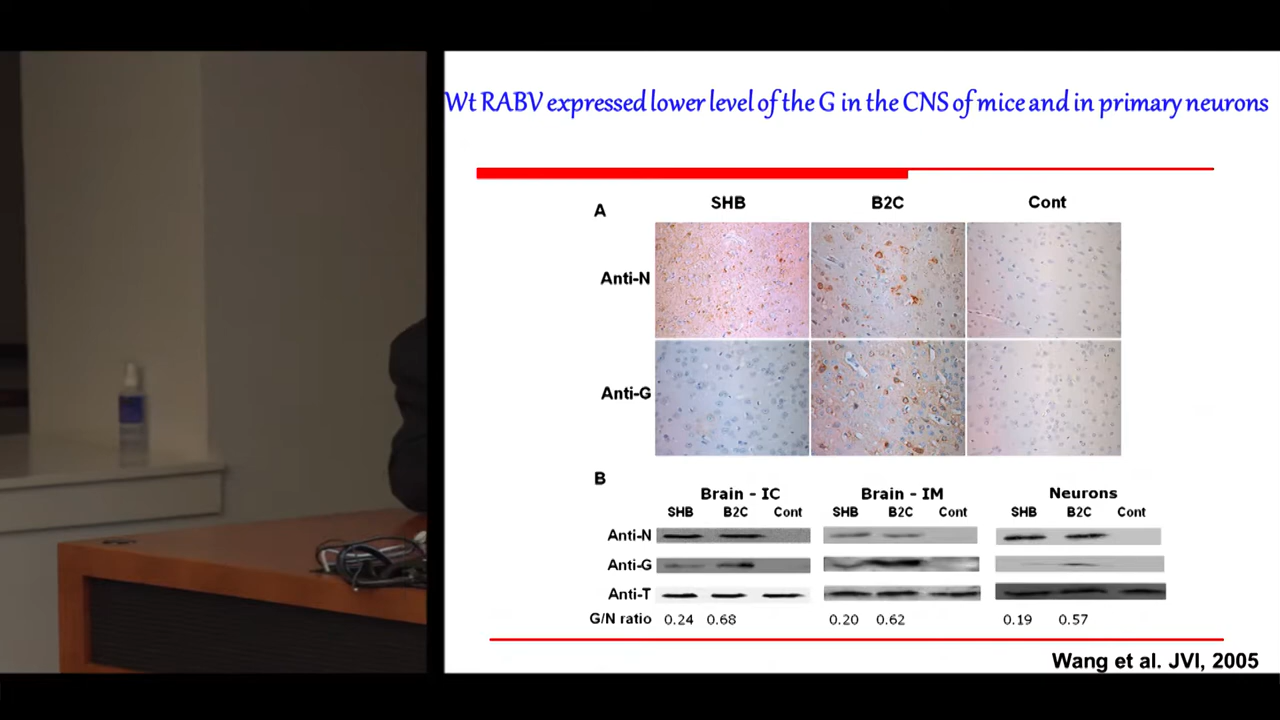 Wt RABV expressed lower level of the G in the CNS of mice and in primary neurons
A SHB B2C Cont
Anti-N
Anti-G
B Brain - IC Brain - IM Neurons
SHB B2C Cont SHB B2C Cont SHB B2C Cont
Anti-N
Anti-G
Anti-T
G/N ratio 0.24 0.68 0.20 0.62 0.19 0.57
Wang et al. JVI, 2005